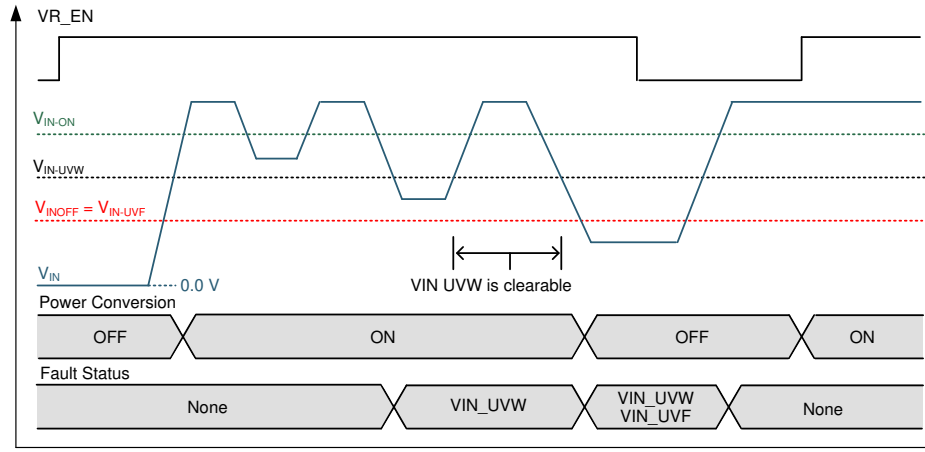 VR_EN
VIN-ON
VIN-UVW
VINOFF = VIN-UVF
VIN
0.0 V
VIN UVW is clearable
Power Conversion
OFF
ON
OFF
ON
Fault Status
None
VIN_UVW
VIN_UVW
VIN_UVF
None